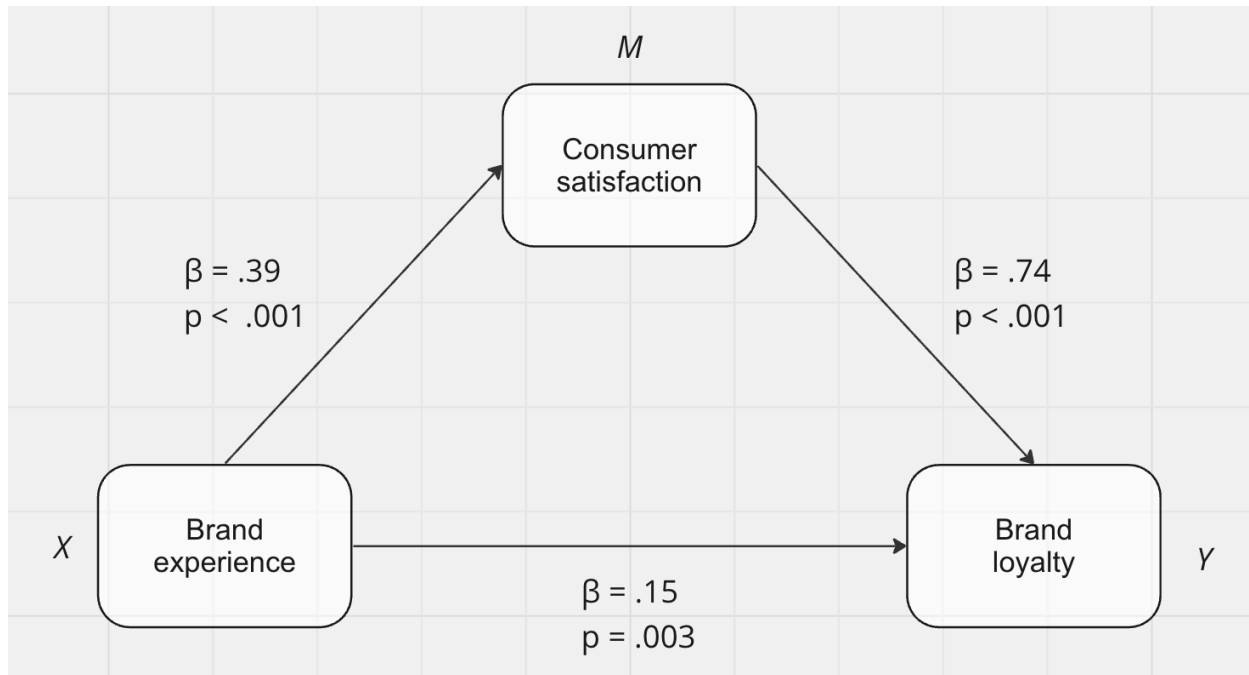 M
Consumer
satisfaction
β = .39
p <  .001
β = .74
p < .001
X
Brand
experience
Brand
loyalty
Y
β = .15
p = .003